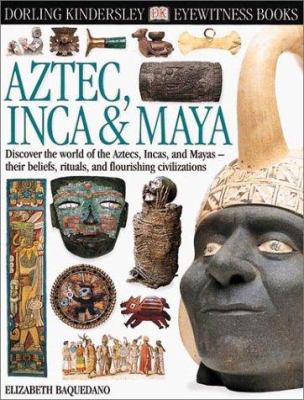 DORLING KINDERSLEY DK EYEWITNESS BOOKS
AZTEC,
INCA & MAYA
Discover the world of the Aztecs, Incas, and Mayas –
their beliefs, rituals, and flourishing civilizations
ELIZABETH BAQUEDANO